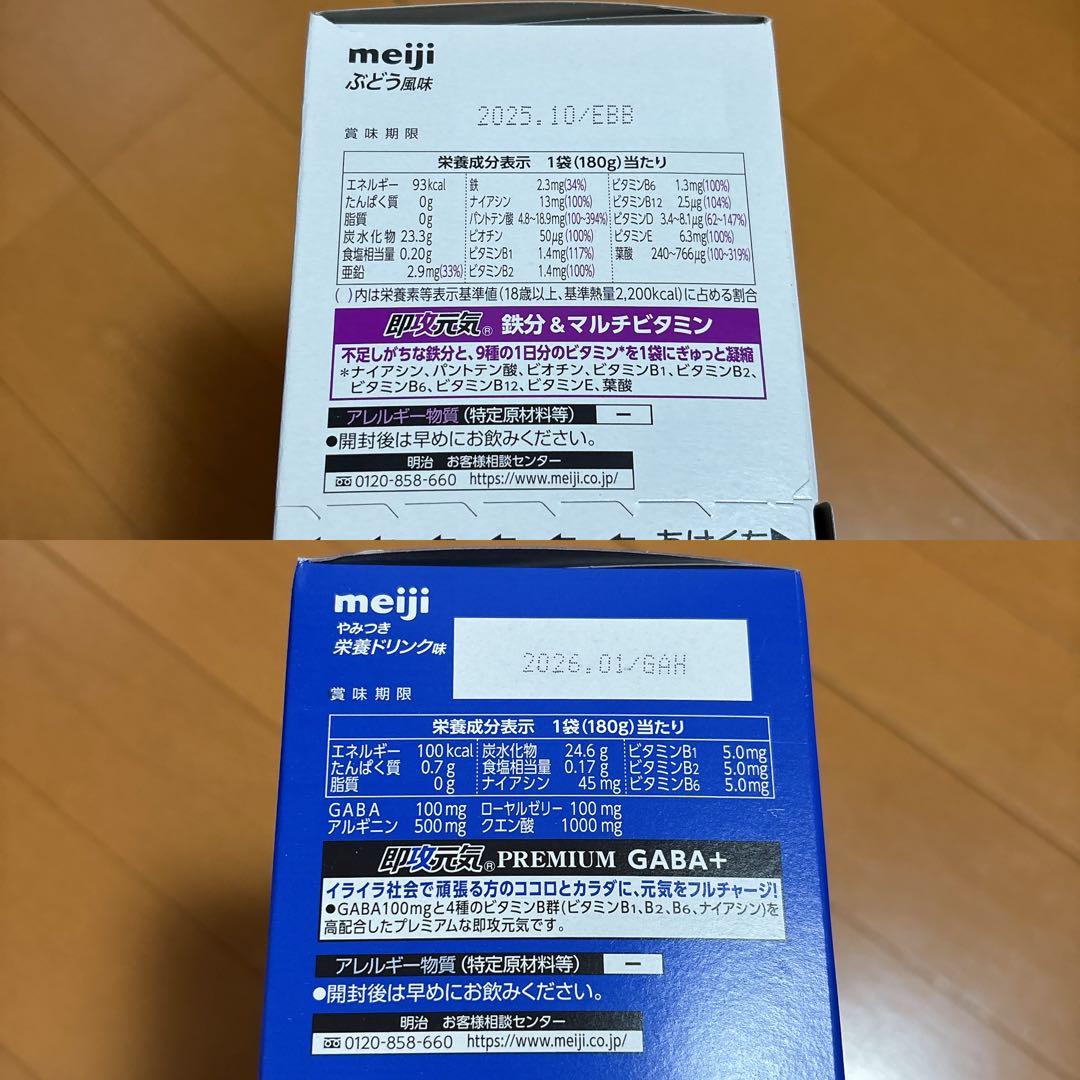 meiji
ぶどう風味
2025.10/EBB
賞味期限
栄養成分表示 1袋(180g)当たり
エネルギー 93kcal 鉄 2.3mg(34%) ビタミンB6 1.3mg(100%)
たんぱく質 0g ナイアシン 13mg(100%) ビタミンB12 2.5μg(104%)
脂質 0g パントテン酸 4.8~18.9mg(100~394%) ビタミンD 3.4~8.1μg(62~147%)
炭水化物 23.3g ビオチン 50μg(100%) ビタミンE 6.3mg(100%)
食塩相当量 0.20g ビタミンB1 1.4mg(117%) 葉酸 240~766μg(100~319%)
亜鉛 2.9mg(33%) ビタミンB2 1.4mg(100%)
( )内は栄養素等表示基準値(18歳以上、基準熱量2,200kcal)に占める割合
即攻元気® 鉄分&マルチビタミン
不足しがちな鉄分と、9種の1日分のビタミン*を1袋にぎゅっと凝縮
*ナイアシン、パントテン酸、ビオチン、ビタミンB1、ビタミンB2、
ビタミンB6、ビタミンB12、ビタミンE、葉酸
アレルギー物質(特定原材料等) ー
●開封後は早めにお飲みください。
明治 お客様相談センター
0120-858-660 https://www.meiji.co.jp/
meiji
やみつき
栄養ドリンク味
2026.01/GAH
賞味期限
栄養成分表示 1袋(180g)当たり
エネルギー 100kcal 炭水化物 24.6g ビタミンB1 5.0mg
たんぱく質 0.7g 食塩相当量 0.17g ビタミンB2 5.0mg
脂質 0g ナイアシン 45mg ビタミンB6 5.0mg
GABA 100mg ローヤルゼリー 100mg
アルギニン 500mg クエン酸 1000mg
即攻元気® PREMIUM GABA+
イライラ社会で頑張る方のココロとカラダに、元気をフルチャージ!
●GABA100mgと4種のビタミンB群(ビタミンB1、B2、B6、ナイアシン)を
高配合したプレミアムな即攻元気です。
アレルギー物質(特定原材料等) ー
●開封後は早めにお飲みください。
明治 お客様相談センター
0120-858-660 https://www.meiji.co.jp/